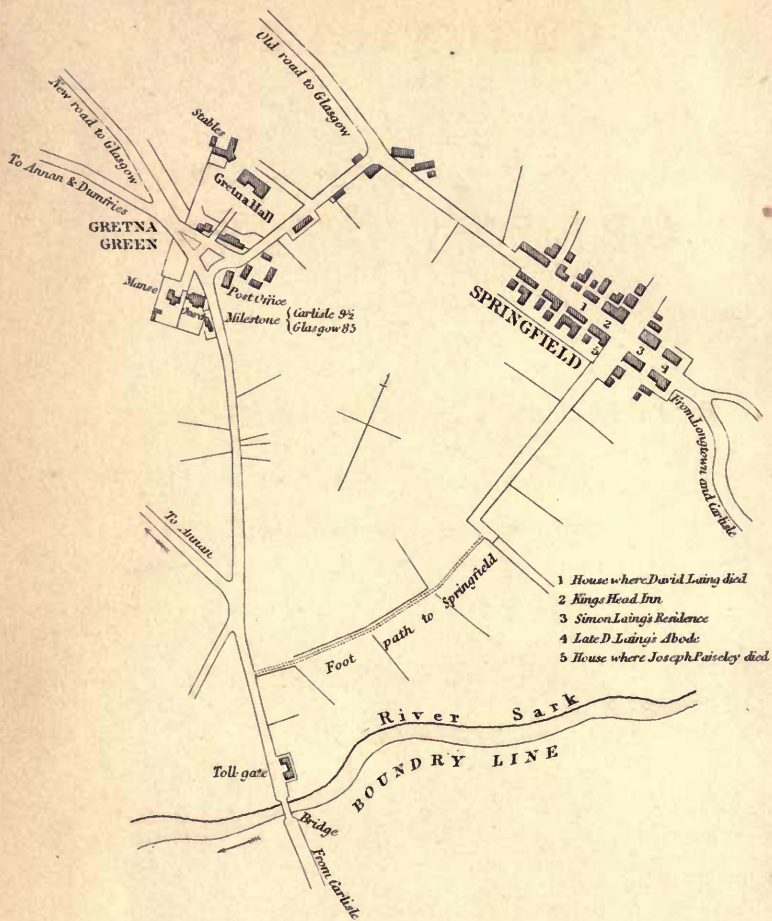 Old road to Glasgow
New road to Glasgow
Stables
To Annan & Dumfries
Gretna Hall
GRETNA
GREEN
Manse
Post Office
Milestone { Carlisle 9½
Glasgow 85
SPRINGFIELD
1
2
3
4
5
From Longtown and Carlisle
To Annan
Foot path to Springfield
1 House where David Laing died
2 Kings Head Inn
3 Simon Laing's Residence
4 Late D. Laing's Abode
5 House where Joseph Paiseley died
River Sark
BOUNDRY LINE
Toll-gate
Bridge
From Carlisle